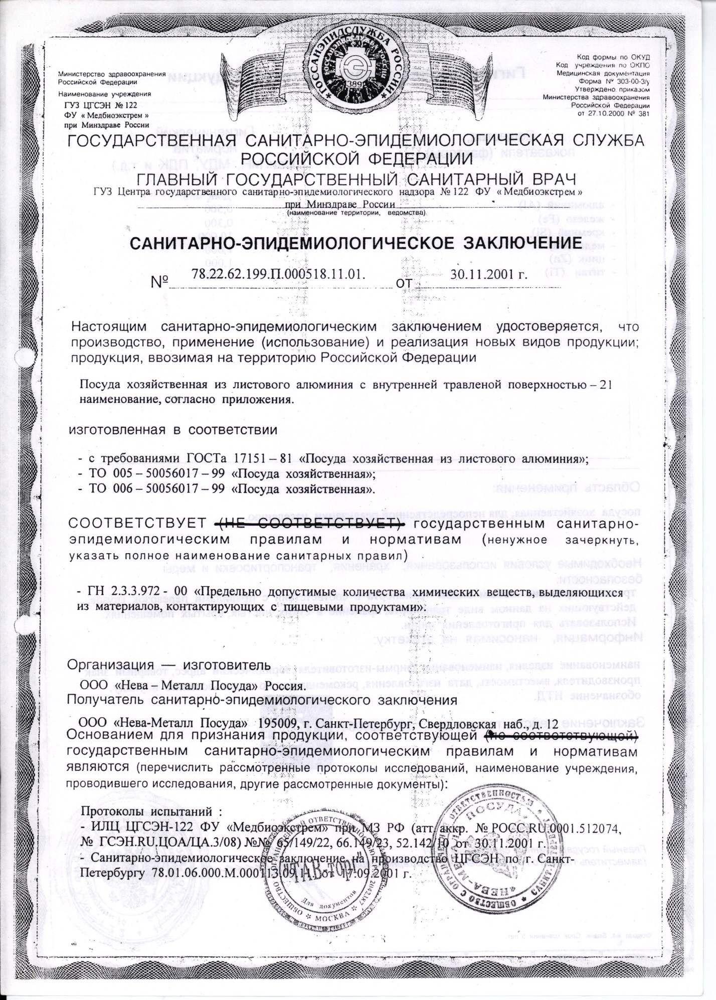 ГОССАНЭПИДСЛУЖБА РОССИИ
Министерство здравоохранения
Российской Федерации
Наименование учреждения
ГУЗ ЦГСЭН № 122
ФУ « Медбиоэкстрем »
при Минздраве России
Код формы по ОКУД
Код учреждения по ОКПО
Медицинская документация
Форма № 303-00-3/у
Утверждено приказом
Министерства здравоохранения
Российской Федерации
от 27.10.2000 № 381
ГОСУДАРСТВЕННАЯ САНИТАРНО-ЭПИДЕМИОЛОГИЧЕСКАЯ СЛУЖБА
РОССИЙСКОЙ ФЕДЕРАЦИИ
ГЛАВНЫЙ ГОСУДАРСТВЕННЫЙ САНИТАРНЫЙ ВРАЧ
ГУЗ Центра государственного санитарно-эпидемиологического надзора № 122 ФУ « Медбиоэкстрем »
при Минздраве России
(наименование территории, ведомства)
САНИТАРНО-ЭПИДЕМИОЛОГИЧЕСКОЕ ЗАКЛЮЧЕНИЕ
№ 78.22.62.199.П.000518.11.01. от 30.11.2001 г.
Настоящим санитарно-эпидемиологическим заключением удостоверяется, что
производство, применение (использование) и реализация новых видов продукции;
продукция, ввозимая на территорию Российской Федерации
Посуда хозяйственная из листового алюминия с внутренней травленой поверхностью – 21
наименование, согласно приложения.
изготовленная в соответствии
- с требованиями ГОСТа 17151 – 81 «Посуда хозяйственная из листового алюминия»;
- ТО 005 – 50056017 – 99 «Посуда хозяйственная»;
- ТО 006 – 50056017 – 99 «Посуда хозяйственная».
СООТВЕТСТВУЕТ (НЕ СООТВЕТСТВУЕТ) государственным санитарно-
эпидемиологическим правилам и нормативам (ненужное зачеркнуть,
указать полное наименование санитарных правил)
- ГН 2.3.3.972 - 00 «Предельно допустимые количества химических веществ, выделяющихся
из материалов, контактирующих с пищевыми продуктами».
Организация — изготовитель
ООО «Нева – Металл Посуда» Россия.
Получатель санитарно-эпидемиологического заключения
ООО «Нева-Металл Посуда» 195009, г. Санкт-Петербург, Свердловская наб., д. 12
Основанием для признания продукции, соответствующей (не соответствующей)
государственным санитарно-эпидемиологическим правилам и нормативам
являются (перечислить рассмотренные протоколы исследований, наименование учреждения,
проводившего исследования, другие рассмотренные документы):
Протоколы испытаний :
- ИЛЦ ЦГСЭН-122 ФУ «Медбиоэкстрем» при МЗ РФ (атт. аккр. № РОСС.RU.0001.512074,
№ ГСЭН.RU.ЦОА/ЦА.3/08) №№ 65/149/22, 66.149/23, 52.142/10 от 30.11.2001 г.
- Санитарно-эпидемиологическое заключение на производство ЦГСЭН по г. Санкт-
Петербургу 78.01.06.000.М.000113.09 от 17.09.2001 г.
"ТАВ-торг"
Для документов
МОСКВА
ПОСУДА
"НЕВА-МЕТАЛЛ
ОБЩЕСТВО С ОГРАНИЧЕННОЙ ОТВЕТСТВЕННОСТЬЮ